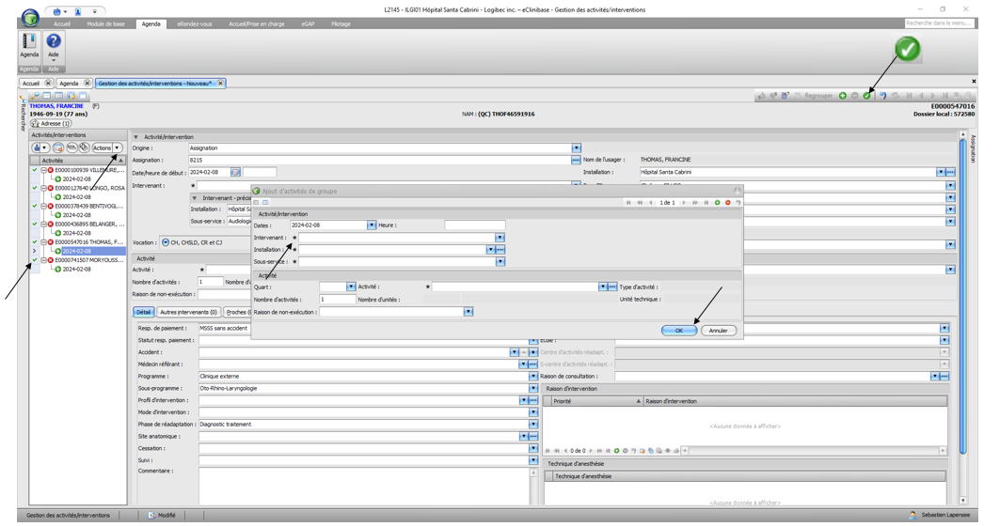 L2145 - ILGI01 Hôpital Santa Cabrini - Logibec inc. – eClinibase - Gestion des activités/interventions
Accueil Module de base Agenda eRendez-vous Accueil/Prise en charge eGAP Pilotage
Rechercher dans le menu...
Agenda Aide
Agenda Aide
Accueil Agenda Gestion des activités/interventions - Nouveau*
Regrouper
Rechercher
THOMAS, FRANCINE (F)
E0000547016
1946-09-19 (77 ans)
NAM : (QC) THOF46591916
Dossier local : 572580
Adresse (1)
Assignation
Activités/interventions
Actions
Activités
E0000100939 VILLEMURE,...
2024-02-08
E0000127640 LONGO, ROSA
2024-02-08
E0000378439 BENTIVOGL...
2024-02-08
E0000436895 BELANGER, ...
2024-02-08
E0000547016 THOMAS, F...
2024-02-08
E0000741507 MORYOUSS...
2024-02-08
Activité/intervention
Origine : Assignation
Assignation : 8215
Nom de l'usager : THOMAS, FRANCINE
Date/heure de début : 2024-02-08
Installation : Hôpital Santa Cabrini
Intervenant : *
Intervenant - précis
Installation : Hôpital Sa
Sous-service : Audiologie
Vocation : CH, CHSLD, CR et CJ
Activité
Activité : *
Nombre d'activités : 1 Nombre d'u
Raison de non-exécution :
Ajout d'activités de groupe
1 de 1
Activité/intervention
Dates : 2024-02-08 Heure :
Intervenant : *
Installation : *
Sous-service : *
Activité
Quart : Activité : * Type d'activité :
Nombre d'activités : 1 Nombre d'unités : Unité technique :
Raison de non-exécution :
OK Annuler
Détail Autres intervenants (0) Proches (
Resp. de paiement : MSSS sans accident
Statut resp. paiement :
École :
Accident :
Centre d'activités réadapt. :
Médecin référant :
S-centre d'activités réadapt. :
Programme : Clinique externe
Raison de consultation :
Sous-programme : Oto-Rhino-Laryngologie
Raison d'intervention
Profil d'intervention :
Priorité Raison d'intervention
Mode d'intervention :
Phase de réadaptation : Diagnostic traitement
<Aucune donnée à afficher>
Site anatomique :
Cessation :
0 de 0
Suivi :
Technique d'anesthésie
Commentaire :
Technique d'anesthésie
<Aucune donnée à afficher>
Gestion des activités/interventions Modifié Sebastien Lapensee